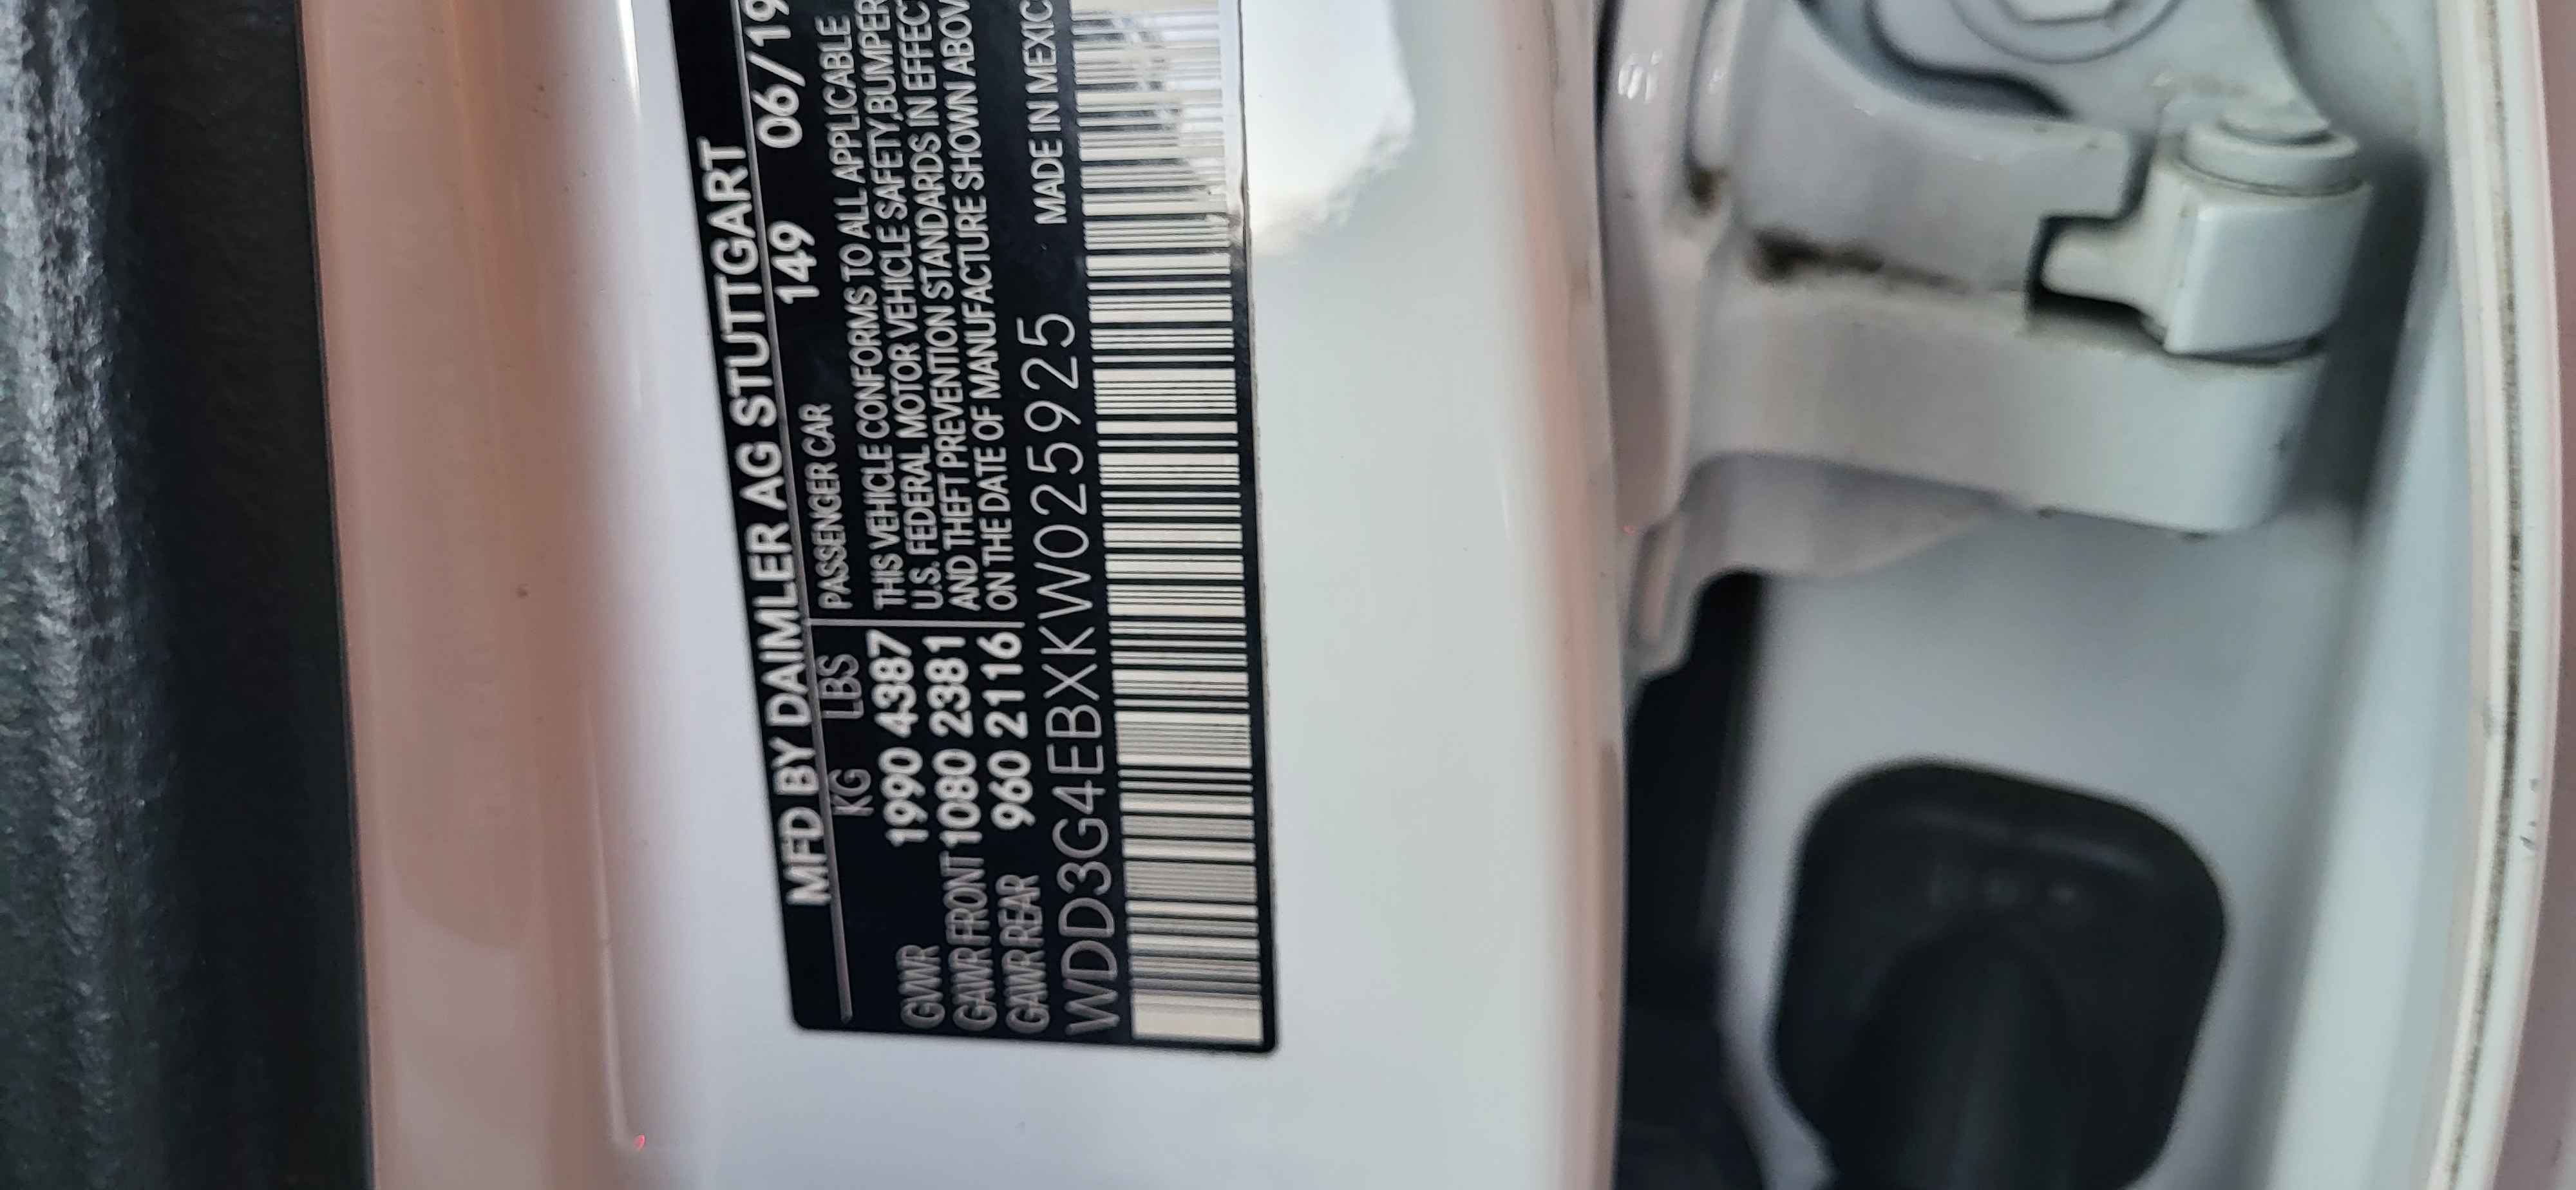 MFD BY DAIMLER AG STUTTGART
149 06/19
KG LBS PASSENGER CAR
GVWR 1990 4387 THIS VEHICLE CONFORMS TO ALL APPLICABLE
GAWR FRONT 1080 2381 U.S. FEDERAL MOTOR VEHICLE SAFETY,BUMPER
GAWR REAR 960 2116 AND THEFT PREVENTION STANDARDS IN EFFECT
ON THE DATE OF MANUFACTURE SHOWN ABOV
WDD3G4EBXKW025925 MADE IN MEXIC